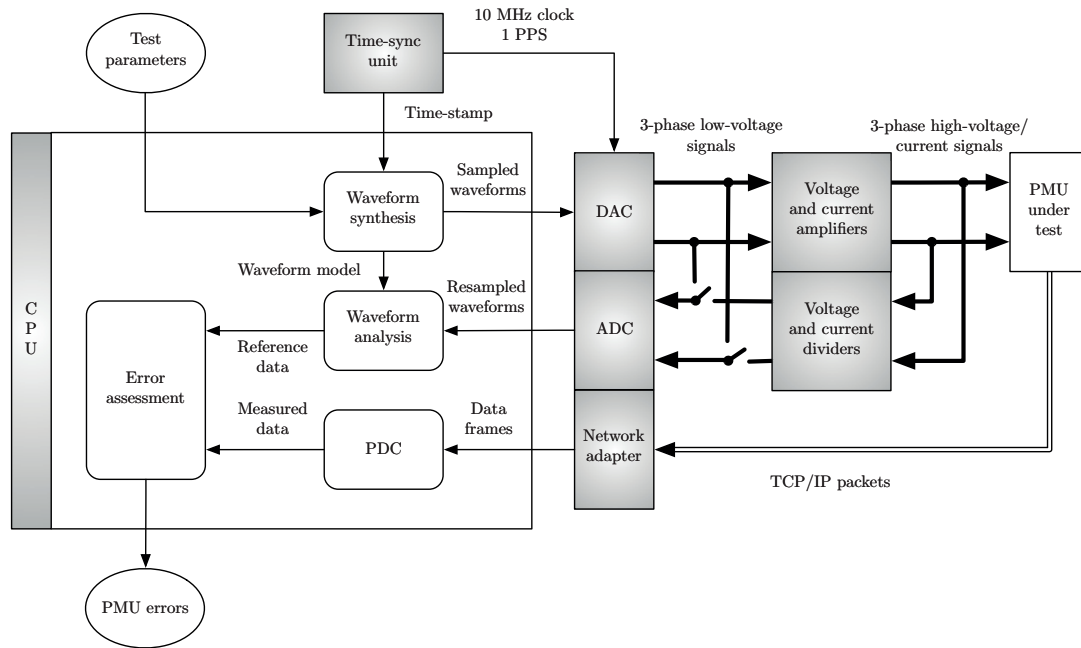 Test
parameters
Time-sync
unit
10 MHz clock
1 PPS
Time-stamp
3-phase low-voltage
signals
3-phase high-voltage/
current signals
Waveform
synthesis
Sampled
waveforms
DAC
Voltage
and current
amplifiers
PMU
under
test
Waveform model
Resampled
waveforms
C
P
U
Waveform
analysis
ADC
Voltage
and current
dividers
Reference
data
Error
assessment
Measured
data
PDC
Data
frames
Network
adapter
TCP/IP packets
PMU errors